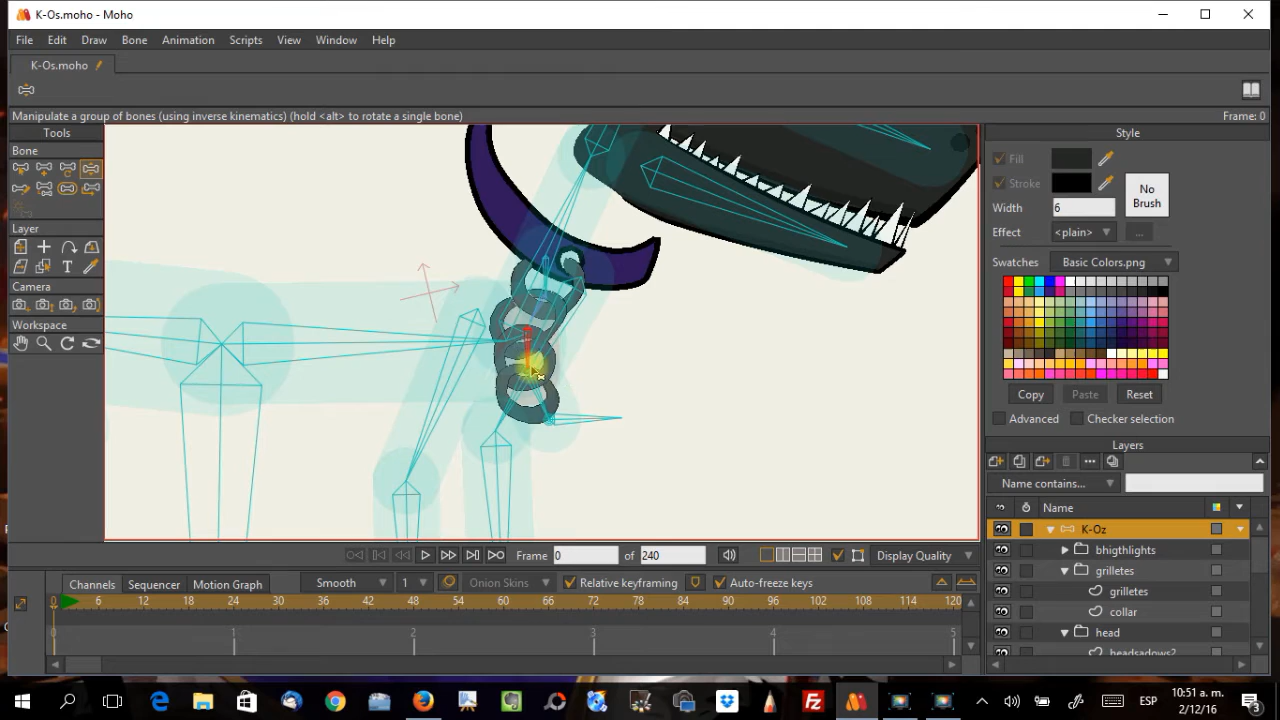 K-Os.moho - Moho
File Edit Draw Bone Animation Scripts View Window Help
K-Os.moho
Manipulate a group of bones (using inverse kinematics) (hold <alt> to rotate a single bone) Frame: 0
Tools
Bone
Layer
Camera
Workspace
Style
Fill
Stroke
No Brush
Width 6
Effect <plain> ...
Swatches Basic Colors.png
Copy Paste Reset
Advanced Checker selection
Layers
Name contains...
Name
K-Oz
bhigthlights
grilletes
grilletes
collar
head
headsadows2
Frame 0 of 240 Display Quality
Channels Sequencer Motion Graph Smooth 1 Onion Skins Relative keyframing Auto-freeze keys
0 6 12 18 24 30 36 42 48 54 60 66 72 78 84 90 96 102 108 114 120
0 1 2 3 4 5
ESP
10:51 a. m.
2/12/16
3